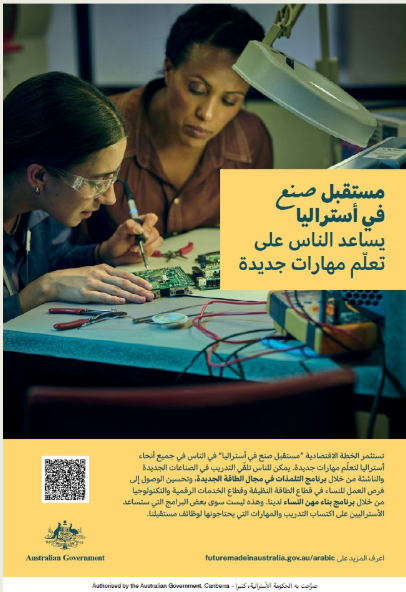 مستقبل صنع
في أستراليا
يساعد الناس على
تعلّم مهارات جديدة
تستثمر الخطة الاقتصادية "مستقبل صنع في أستراليا" في الناس في جميع أنحاء
أستراليا لتعلّم مهارات جديدة. يمكن للناس تلقّي التدريب في الصناعات الجديدة
والناشئة من خلال برنامج التلمذات في مجال الطاقة الجديدة، وتحسين الوصول إلى
فرص العمل للنساء في قطاع الطاقة النظيفة وقطاع الخدمات الرقمية والتكنولوجيا
من خلال برنامج بناء مهن النساء لدينا. وهذه ليست سوى بعض البرامج التي ستساعد
الأستراليين على اكتساب التدريب والمهارات التي يحتاجونها لوظائف مستقبلنا.
Australian Government
اعرف المزيد على futuremadeinaustralia.gov.au/arabic
Authorised by the Australian Government, Canberra – صرّحت به الحكومة الأسترالية، كنبرا